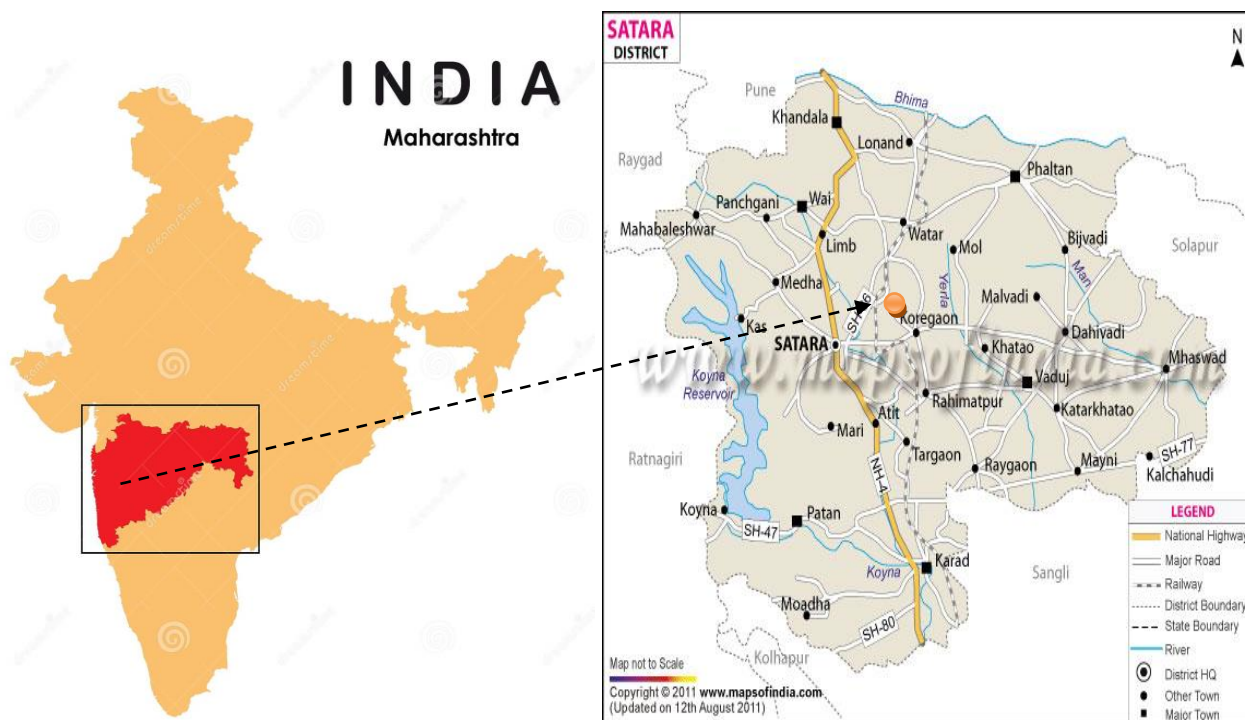 INDIA
Maharashtra
dreamstime
SATARA
DISTRICT
N
Pune
Bhima
Khandala
Lonand
Raygad
Phaltan
Panchgani
Wai
Mahabaleshwar
Watar
Limb
Mol
Bijvadi
Solapur
Medha
Yerla
Man
Malvadi
Kas
Koregaon
Dahivadi
SATARA
Khatao
Mhaswad
www.mapsofindia.com
Koyna
Reservoir
Vaduj
Rahimatpur
Katarkhatao
Atit
Mari
Targaon
SH-77
Ratnagiri
Raygaon
Mayni
Kalchahudi
NH-4
Koyna
Patan
SH-47
Koyna
Karad
Sangli
Moadha
SH-80
Kolhapur
LEGEND
National Highway
Major Road
Railway
District Boundary
State Boundary
River
District HQ
Other Town
Major Town
Map not to Scale
Copyright © 2011 www.mapsofindia.com
(Updated on 12th August 2011)